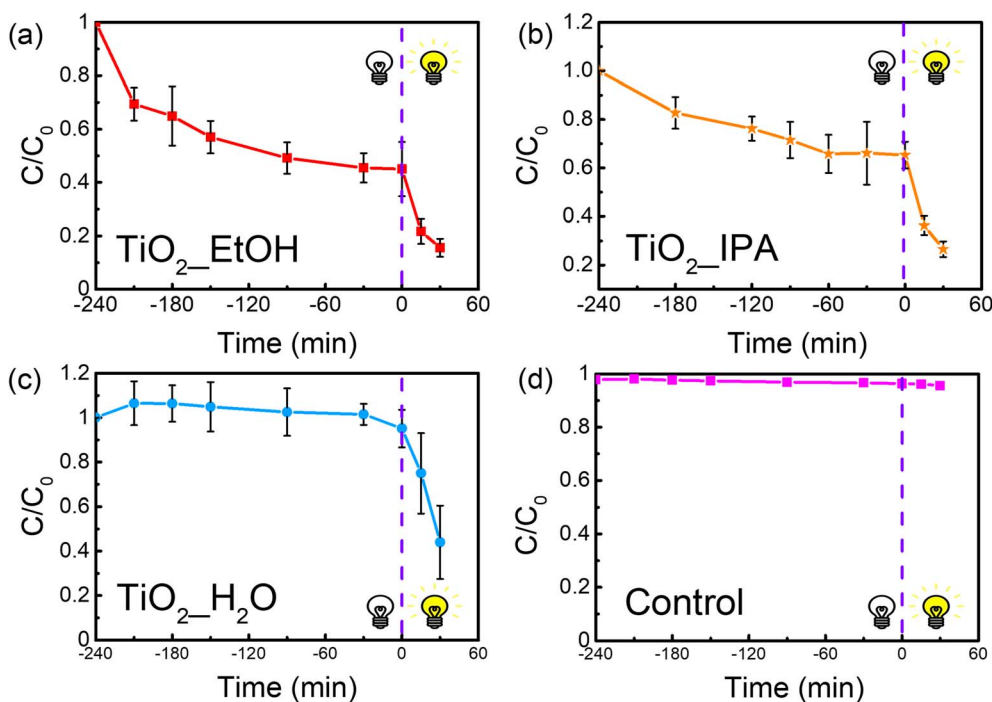 (a)
1
0.8
0.6
0.4
0.2
0
C/C₀
TiO₂_EtOH
-240 -180 -120 -60 0 60
Time (min)
(b)
1.2
1.0
0.8
0.6
0.4
0.2
C/C₀
TiO₂_IPA
-240 -180 -120 -60 0 60
Time (min)
(c)
1.2
1
0.8
0.6
0.4
0.2
0
C/C₀
TiO₂_H₂O
-240 -180 -120 -60 0 60
Time (min)
(d)
1
0.8
0.6
0.4
0.2
0
C/C₀
Control
-240 -180 -120 -60 0 60
Time (min)